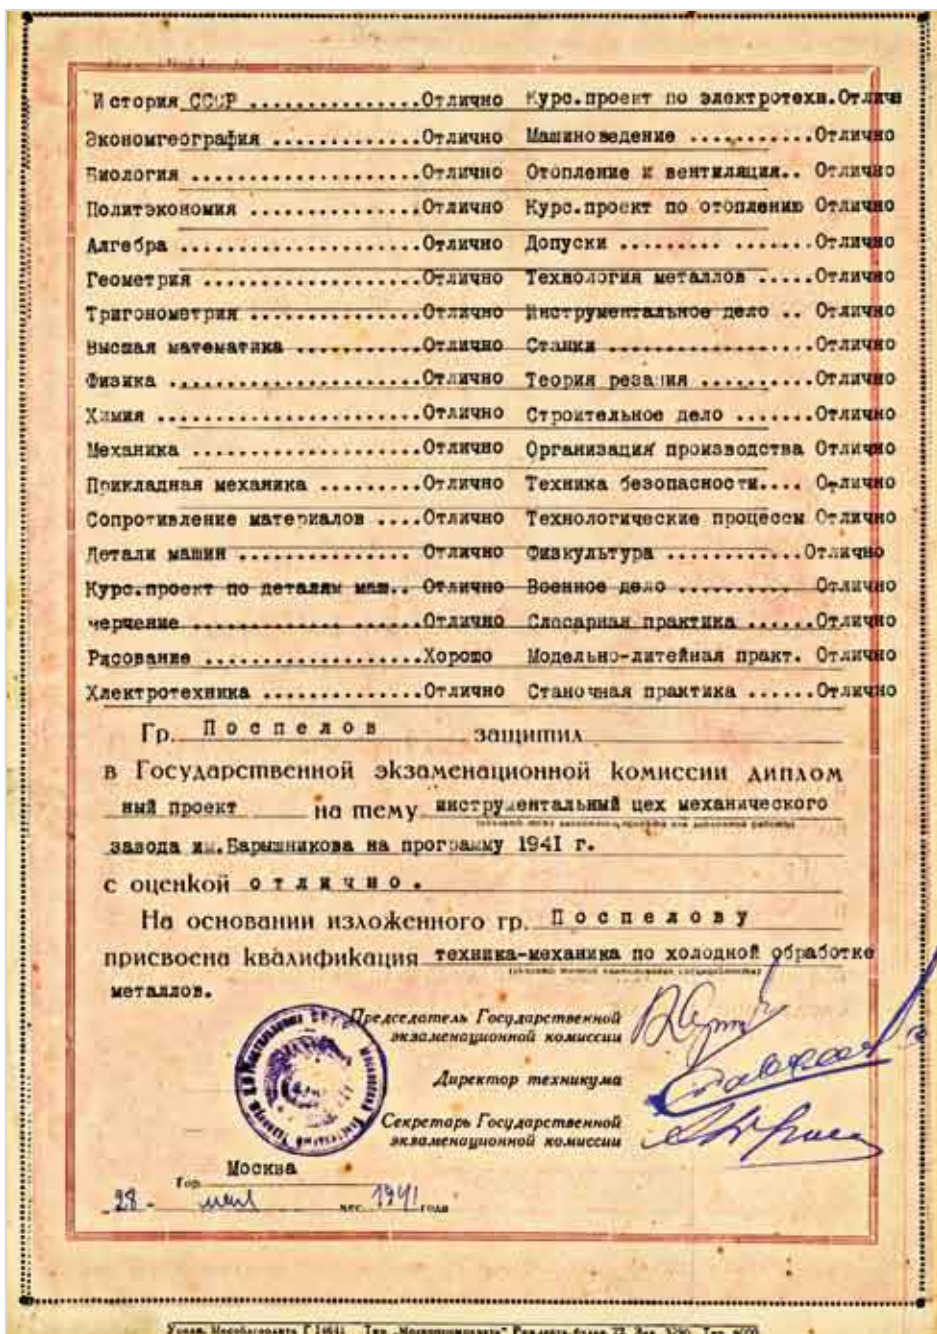 История СССР ................Отлично Курс.проект по электротехн.Отличн
Экономгеография ..............Отлично Машиноведение ...........Отлично
Биология .....................Отлично Отопление и вентиляция.. Отлично
Политэкономия ................Отлично Курс.проект по отоплению Отлично
Алгебра ......................Отлично Допуски ......... .......Отлично
Геометрия ....................Отлично Технология металлов .....Отлично
Тригонометрия ................Отлично Инструментальное дело .. Отлично
Высшая математика ............Отлично Станки ..................Отлично
Физика .......................Отлично Теория резания ..........Отлично
Химия ........................Отлично Строительное дело .......Отлично
Механика .....................Отлично Организация производства Отлично
Прикладная механика ..........Отлично Техника безопасности.... Отлично
Сопротивление материалов ....Отлично Технологические процессы Отлично
Детали машин ............... Отлично Физкультура ............Отлично
Курс.проект по деталям маш.. Отлично Военное дело .......... Отлично
черчение .....................Отлично Слесарная практика ......Отлично
Рисование ....................Хорошо Модельно-литейная практ. Отлично
Хлектротехника ...............Отлично Станочная практика ......Отлично
Гр. Поспелов защитил
в Государственной экзаменационной комиссии диплом
ный проект на тему инструментальный цех механического
завода им.Барышникова на программу 1941 г.
с оценкой отлично.
На основании изложенного гр. Поспелову
присвоена квалификация техника-механика по холодной обработке
металлов.
Председатель Государственной
экзаменационной комиссии
Директор техникума
Секретарь Государственной
экзаменационной комиссии
Гор. Москва
28 - мая мес. 1941 года